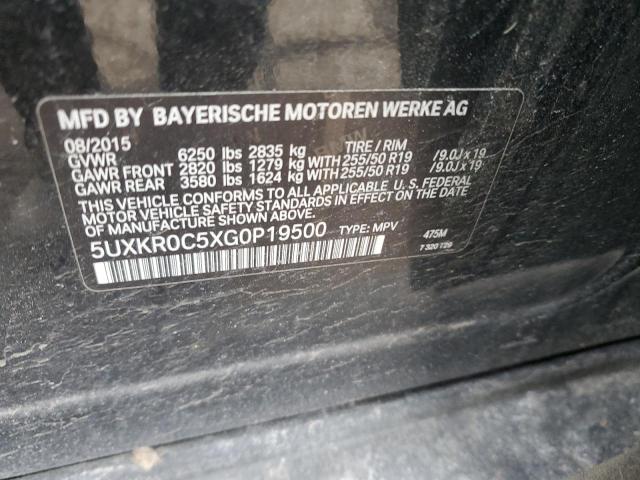 MFD BY BAYERISCHE MOTOREN WERKE AG
08/2015 TIRE / RIM
GVWR 6250 lbs 2835 kg
GAWR FRONT 2820 lbs 1279 kg WITH 255/50 R19 /9.0J x 19
GAWR REAR 3580 lbs 1624 kg WITH 255/50 R19 /9.0J x 19
THIS VEHICLE CONFORMS TO ALL APPLICABLE U.S. FEDERAL
MOTOR VEHICLE SAFETY STANDARDS IN EFFECT ON THE DATE
OF MANUFACTURE SHOWN ABOVE.
5UXKR0C5XG0P19500 TYPE: MPV 475M
7 320 729